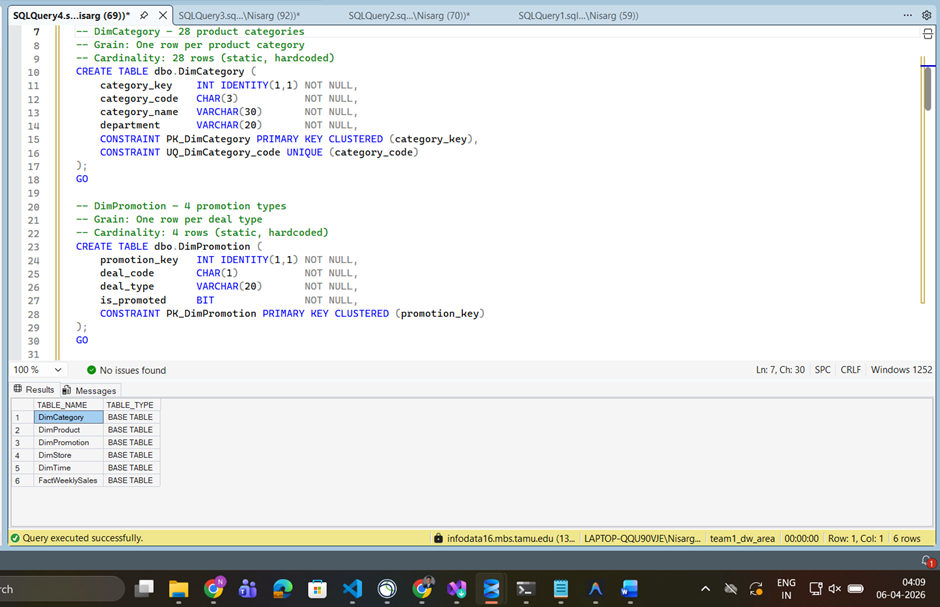 SQLQuery4.s...isarg (69))*
SQLQuery3.sq...\Nisarg (92))*
SQLQuery2.sq...\Nisarg (70))*
SQLQuery1.sql...\Nisarg (59))
7 -- DimCategory – 28 product categories
8 -- Grain: One row per product category
9 -- Cardinality: 28 rows (static, hardcoded)
10 CREATE TABLE dbo.DimCategory (
11 category_key INT IDENTITY(1,1) NOT NULL,
12 category_code CHAR(3) NOT NULL,
13 category_name VARCHAR(30) NOT NULL,
14 department VARCHAR(20) NOT NULL,
15 CONSTRAINT PK_DimCategory PRIMARY KEY CLUSTERED (category_key),
16 CONSTRAINT UQ_DimCategory_code UNIQUE (category_code)
17 );
18 GO
19
20 -- DimPromotion – 4 promotion types
21 -- Grain: One row per deal type
22 -- Cardinality: 4 rows (static, hardcoded)
23 CREATE TABLE dbo.DimPromotion (
24 promotion_key INT IDENTITY(1,1) NOT NULL,
25 deal_code CHAR(1) NOT NULL,
26 deal_type VARCHAR(20) NOT NULL,
27 is_promoted BIT NOT NULL,
28 CONSTRAINT PK_DimPromotion PRIMARY KEY CLUSTERED (promotion_key)
29 );
30 GO
31
100 % No issues found Ln: 7, Ch: 30 SPC CRLF Windows 1252
Results Messages
TABLE_NAME TABLE_TYPE
1 DimCategory BASE TABLE
2 DimProduct BASE TABLE
3 DimPromotion BASE TABLE
4 DimStore BASE TABLE
5 DimTime BASE TABLE
6 FactWeeklySales BASE TABLE
Query executed successfully. infodata16.mbs.tamu.edu (13... LAPTOP-QQU90VJE\Nisarg... team1_dw_area 00:00:00 Row: 1, Col: 1 6 rows
1
rch
N
ENG
IN
04:09
06-04-2026